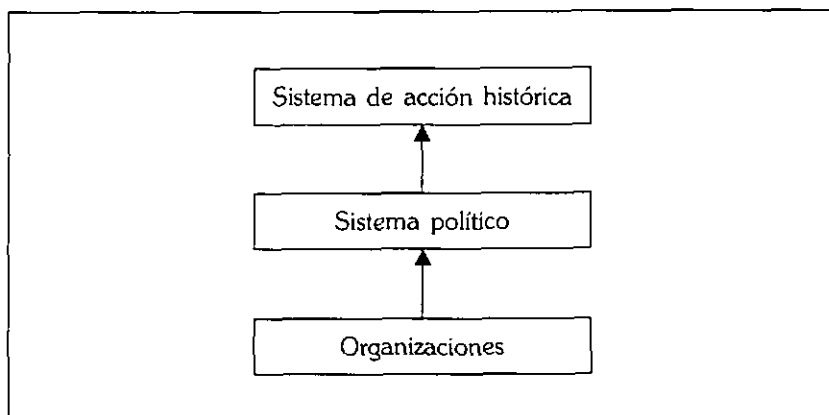 Sistema de acción histórica
Sistema político
Organizaciones